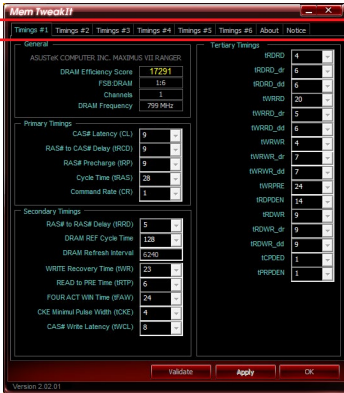 Mem TweakIt
Timings #1 Timings #2 Timings #3 Timings #4 Timings #5 Timings #6 About Notice
General
ASUSTeK COMPUTER INC. MAXIMUS VII RANGER
DRAM Efficiency Score 17291
FSB:DRAM 1:6
Channels 1
DRAM Frequency 799 MHz
Primary Timings
CAS# Latency (CL) 9
RAS# to CAS# Delay (tRCD) 9
RAS# Precharge (tRP) 9
Cycle Time (tRAS) 28
Command Rate (CR) 1
Secondary Timings
RAS# to RAS# Delay (tRRD) 5
DRAM REF Cycle Time 128
DRAM Refresh Interval 6240
WRITE Recovery Time (tWR) 23
READ to PRE Time (tRTP) 6
FOUR ACT WIN Time (tFAW) 24
CKE Minimul Pulse Width (tCKE) 4
CAS# Write Latency (tWCL) 8
Tertiary Timings
tRDRD 4
tRDRD_dr 6
tRDRD_dd 6
tWRRD 20
tWRRD_dr 5
tWRRD_dd 6
tWRWR 4
tWRWR_dr 7
tWRWR_dd 7
tWRPRE 24
tRDPDEN 14
tRDWR 9
tRDWR_dr 9
tRDWR_dd 9
tCPDED 1
tPRPDEN 1
Validate Apply OK
Version 2.02.01